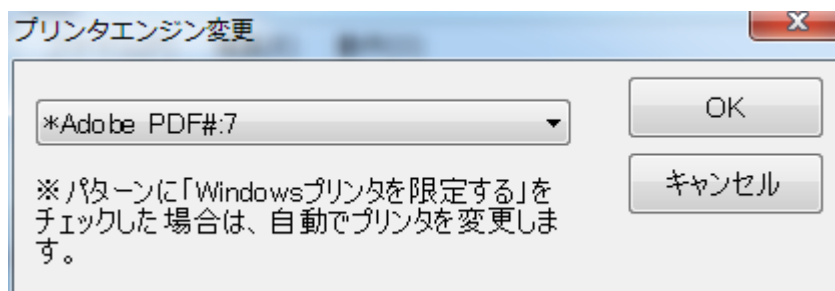 プリンタエンジン変更
*Adobe PDF#:7
OK
キャンセル
※パターンに「Windowsプリンタを限定する」を
チェックした場合は、自動でプリンタを変更しま
す。